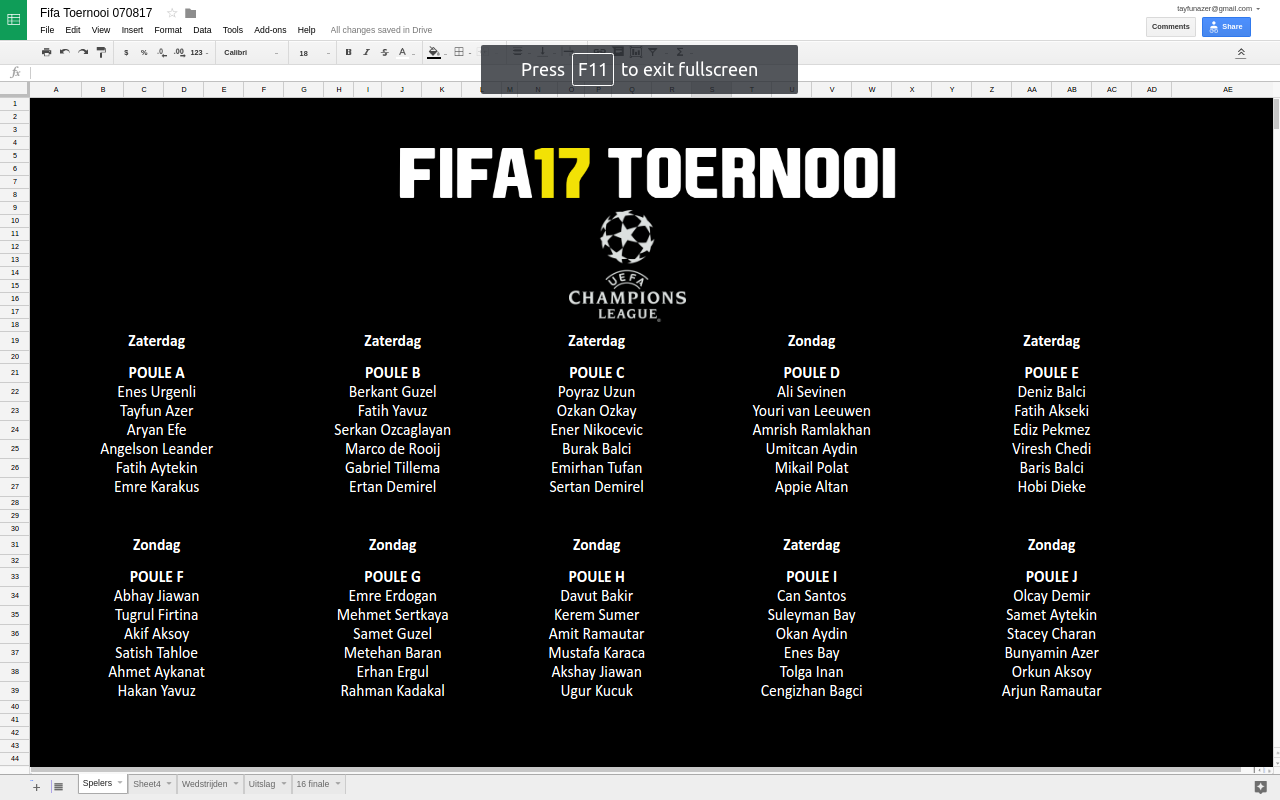 Fifa Toernooi 070817
tayfunazer@gmail.com
File Edit View Insert Format Data Tools Add-ons Help All changes saved in Drive
Comments Share
$ % .0 .00 123 Calibri 18 B I S A
Press F11 to exit fullscreen
fx
A B C D E F G H I J K L M N O P Q R S T U V W X Y Z AA AB AC AD AE
1
2
3
4
5
6
7
8
FIFA17 TOERNOOI
9
10
11
12
13
14
15
UEFA
16
CHAMPIONS
17
LEAGUE
18
19 Zaterdag Zaterdag Zaterdag Zondag Zaterdag
20
21 POULE A POULE B POULE C POULE D POULE E
22 Enes Urgenli Berkant Guzel Poyraz Uzun Ali Sevinen Deniz Balci
23 Tayfun Azer Fatih Yavuz Ozkan Ozkay Youri van Leeuwen Fatih Akseki
24 Aryan Efe Serkan Ozcaglayan Ener Nikocevic Amrish Ramlakhan Ediz Pekmez
25 Angelson Leander Marco de Rooij Burak Balci Umitcan Aydin Viresh Chedi
26 Fatih Aytekin Gabriel Tillema Emirhan Tufan Mikail Polat Baris Balci
27 Emre Karakus Ertan Demirel Sertan Demirel Appie Altan Hobi Dieke
28
29
30
31 Zondag Zondag Zondag Zaterdag Zondag
32
33 POULE F POULE G POULE H POULE I POULE J
34 Abhay Jiawan Emre Erdogan Davut Bakir Can Santos Olcay Demir
35 Tugrul Firtina Mehmet Sertkaya Kerem Sumer Suleyman Bay Samet Aytekin
36 Akif Aksoy Samet Guzel Amit Ramautar Okan Aydin Stacey Charan
37 Satish Tahloe Metehan Baran Mustafa Karaca Enes Bay Bunyamin Azer
38 Ahmet Aykanat Erhan Ergul Akshay Jiawan Tolga Inan Orkun Aksoy
39 Hakan Yavuz Rahman Kadakal Ugur Kucuk Cengizhan Bagci Arjun Ramautar
40
41
42
43
44
+ Spelers Sheet4 Wedstrijden Uitslag 16 finale